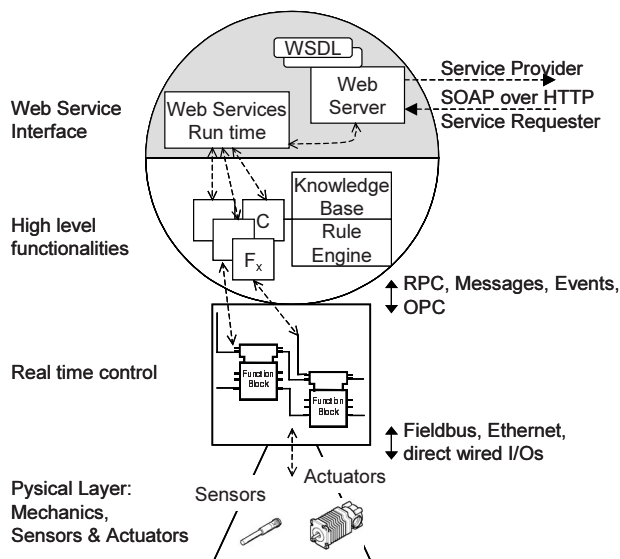 WSDL
Web
Server
Service Provider
SOAP over HTTP
Service Requester
Web Service
Interface
Web Services
Run time
High level
functionalities
C
Fx
Knowledge
Base
Rule
Engine
RPC, Messages, Events,
OPC
Real time control
Function
Block
Function
Block
Fieldbus, Ethernet,
direct wired I/Os
Pysical Layer:
Mechanics,
Sensors & Actuators
Sensors
Actuators